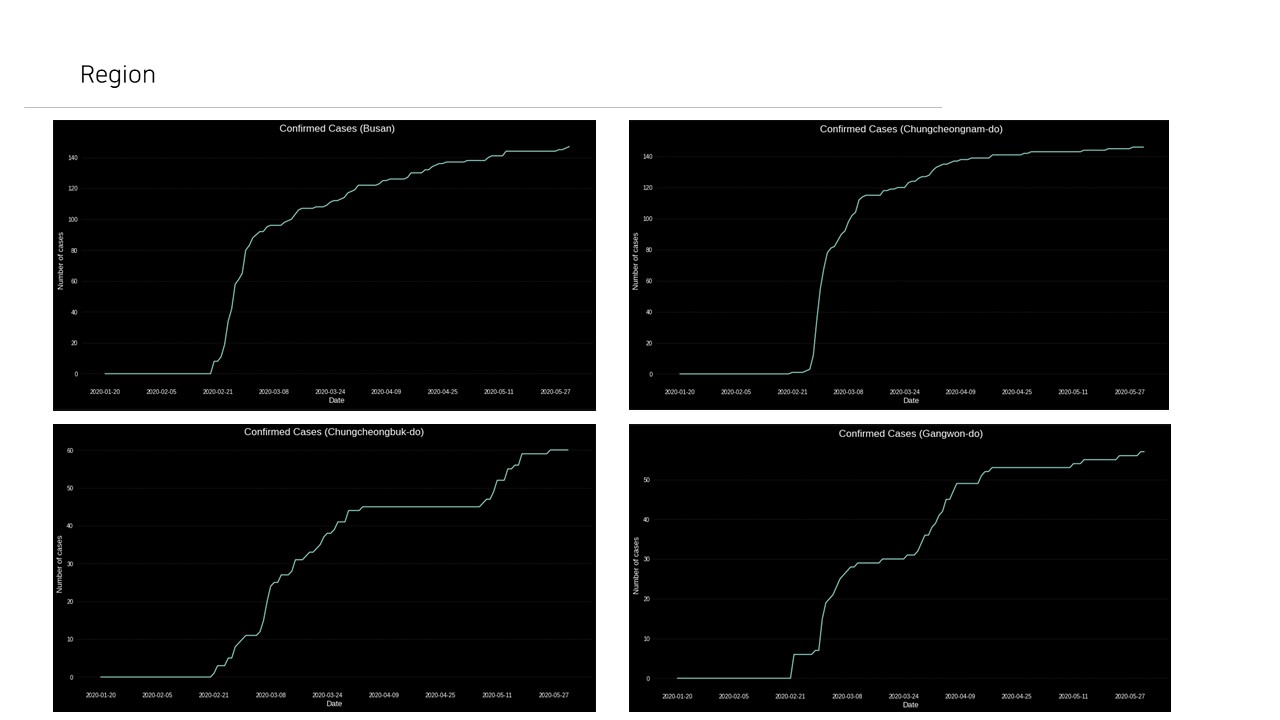 Region
Confirmed Cases (Busan)
Number of cases
140
120
100
80
60
40
20
0
2020-01-20 2020-02-05 2020-02-21 2020-03-08 2020-03-24 2020-04-09 2020-04-25 2020-05-11 2020-05-27
Date
Confirmed Cases (Chungcheongnam-do)
Number of cases
140
120
100
80
60
40
20
0
2020-01-20 2020-02-05 2020-02-21 2020-03-08 2020-03-24 2020-04-09 2020-04-25 2020-05-11 2020-05-27
Date
Confirmed Cases (Chungcheongbuk-do)
Number of cases
60
50
40
30
20
10
0
2020-01-20 2020-02-05 2020-02-21 2020-03-08 2020-03-24 2020-04-09 2020-04-25 2020-05-11 2020-05-27
Date
Confirmed Cases (Gangwon-do)
Number of cases
50
40
30
20
10
0
2020-01-20 2020-02-05 2020-02-21 2020-03-08 2020-03-24 2020-04-09 2020-04-25 2020-05-11 2020-05-27
Date